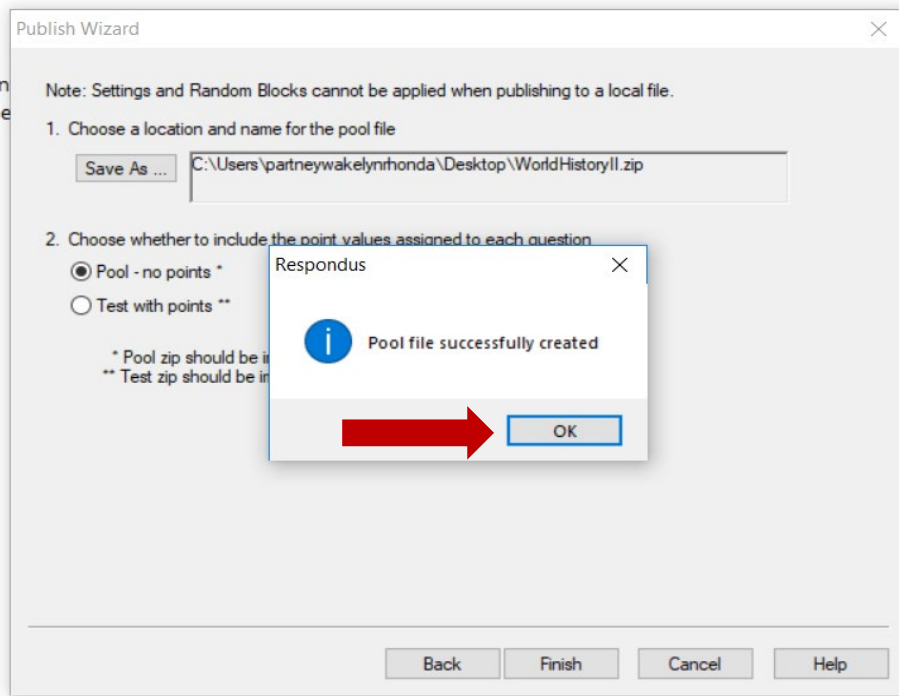 Publish Wizard
Note: Settings and Random Blocks cannot be applied when publishing to a local file.
1. Choose a location and name for the pool file
Save As ...
C:\Users\partneywakelynrhonda\Desktop\WorldHistoryII.zip
2. Choose whether to include the point values assigned to each question
Pool - no points *
Test with points **
* Pool zip should be
** Test zip should be
Respondus
Pool file successfully created
OK
Back
Finish
Cancel
Help